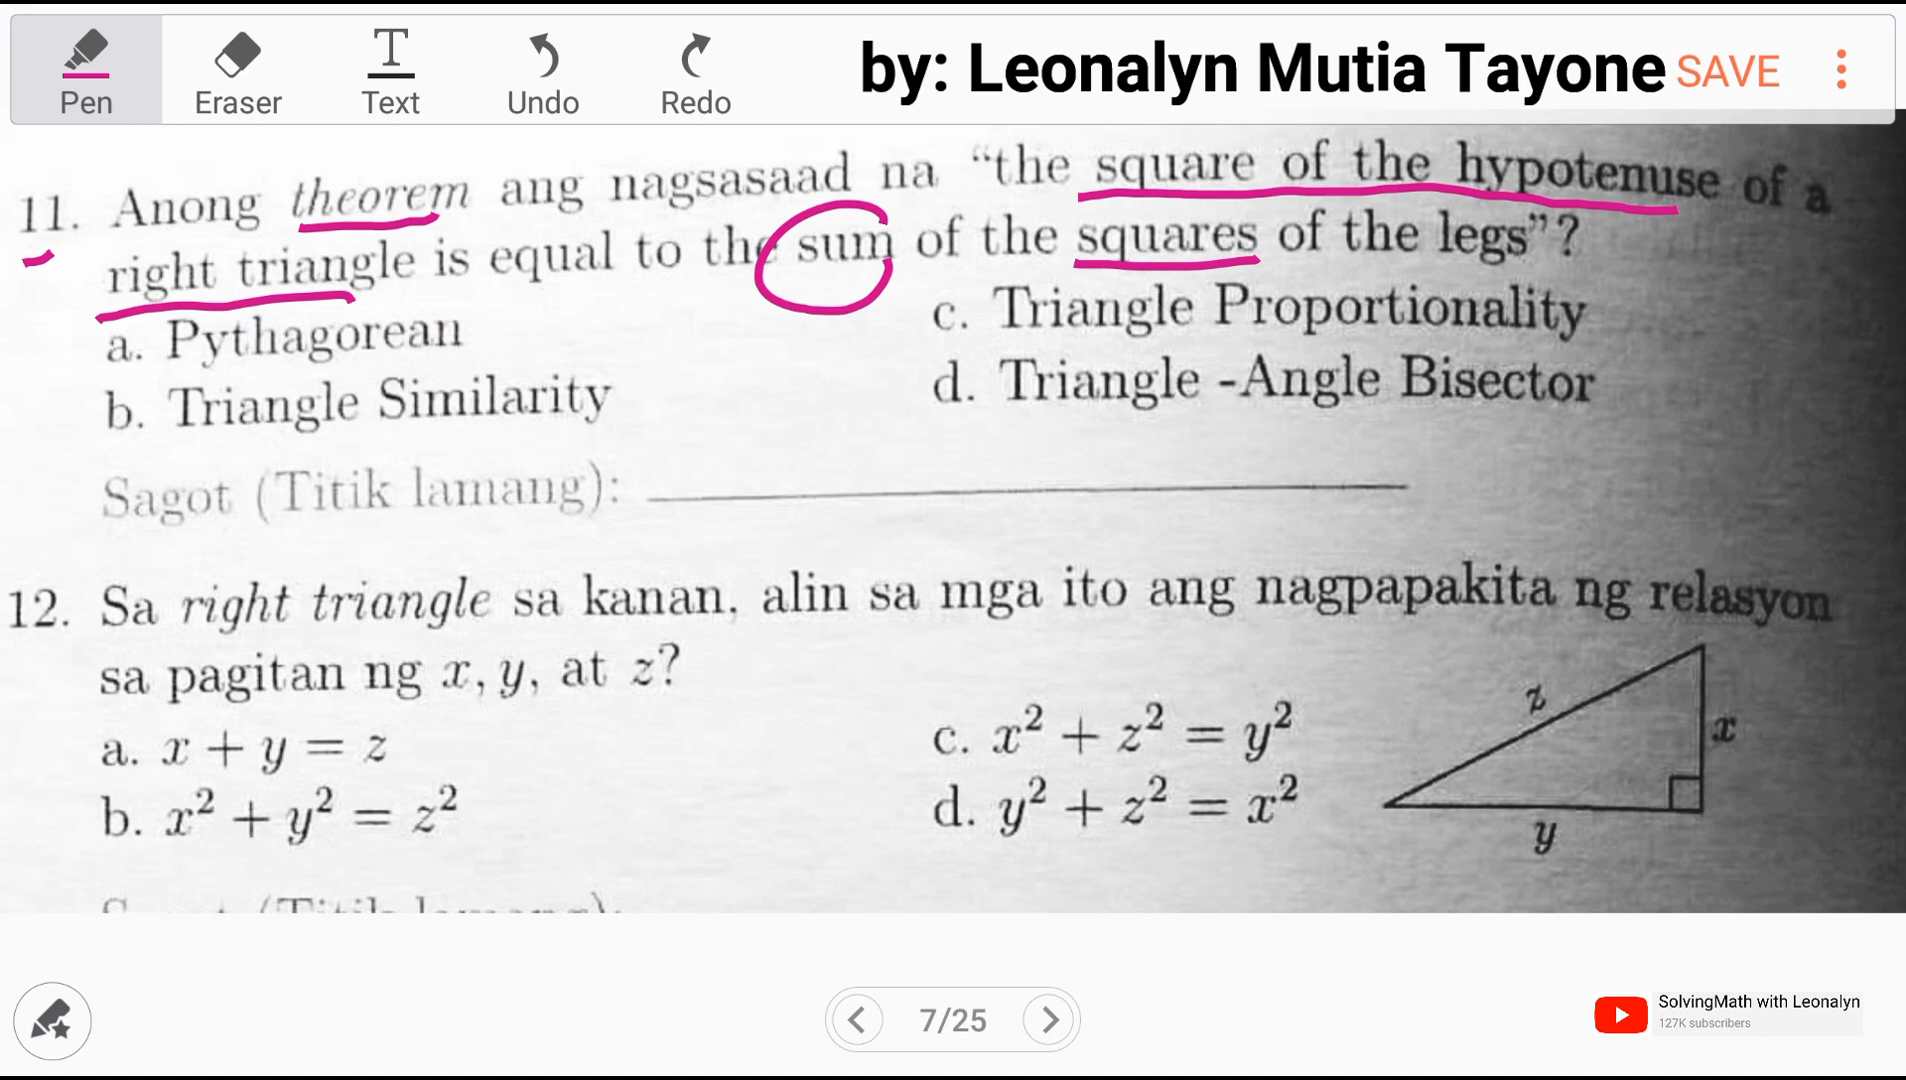 Pen
Eraser
Text
Undo
Redo
by: Leonalyn Mutia Tayone
SAVE
11. Anong theorem ang nagsasaad na “the square of the hypotenuse of a
right triangle is equal to the sum of the squares of the legs”?
a. Pythagorean
b. Triangle Similarity
c. Triangle Proportionality
d. Triangle -Angle Bisector
Sagot (Titik lamang):
12. Sa right triangle sa kanan, alin sa mga ito ang nagpapakita ng relasyon
sa pagitan ng x, y, at z?
a. x + y = z
b. x² + y² = z²
c. x² + z² = y²
d. y² + z² = x²
z
x
y
7/25
SolvingMath with Leonalyn
127K subscribers